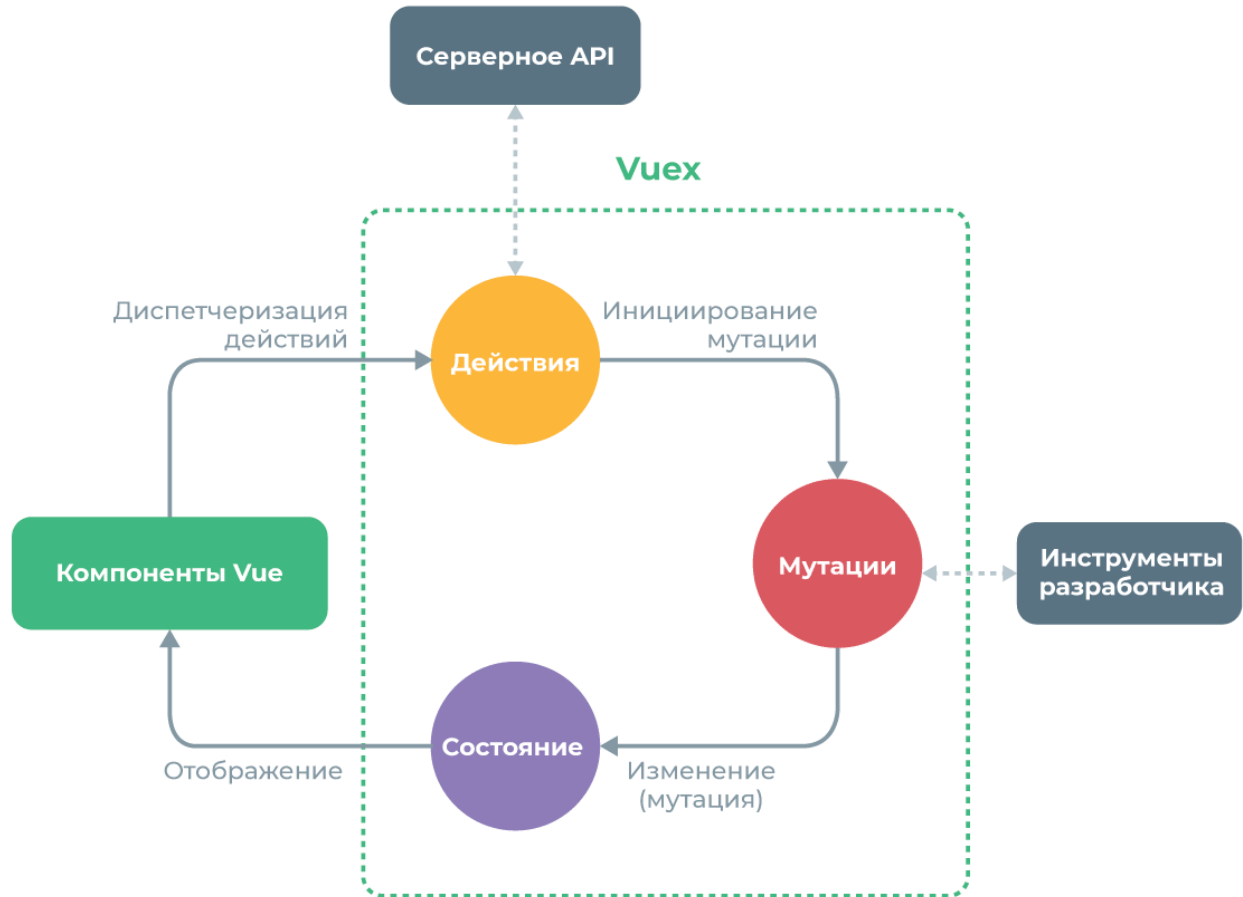 Серверное API
Vuex
Диспетчеризация
действий
Инициирование
мутации
Действия
Компоненты Vue
Мутации
Инструменты
разработчика
Состояние
Отображение
Изменение
(мутация)